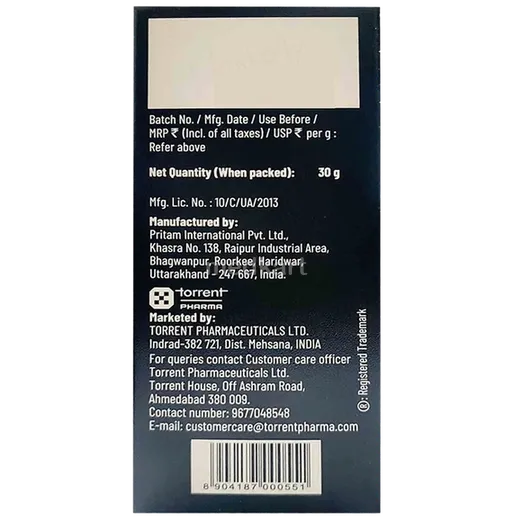 Batch No. / Mfg. Date / Use Before /
MRP ₹ (Incl. of all taxes) / USP ₹ per g :
Refer above
Net Quantity (When packed): 30 g
Mfg. Lic. No. : 10/C/UA/2013
Manufactured by:
Pritam International Pvt. Ltd.,
Khasra No. 138, Raipur Industrial Area,
Bhagwanpur, Roorkee, Haridwar,
Uttarakhand - 247 667, India.
medkart
torrent
PHARMA
Marketed by:
TORRENT PHARMACEUTICALS LTD.
Indrad-382 721, Dist. Mehsana, INDIA
For queries contact Customer care officer
Torrent Pharmaceuticals Ltd.
Torrent House, Off Ashram Road,
Ahmedabad 380 009.
Contact number: 9677048548
E-mail: customercare@torrentpharma.com
®: Registered Trademark
8 904187 000551